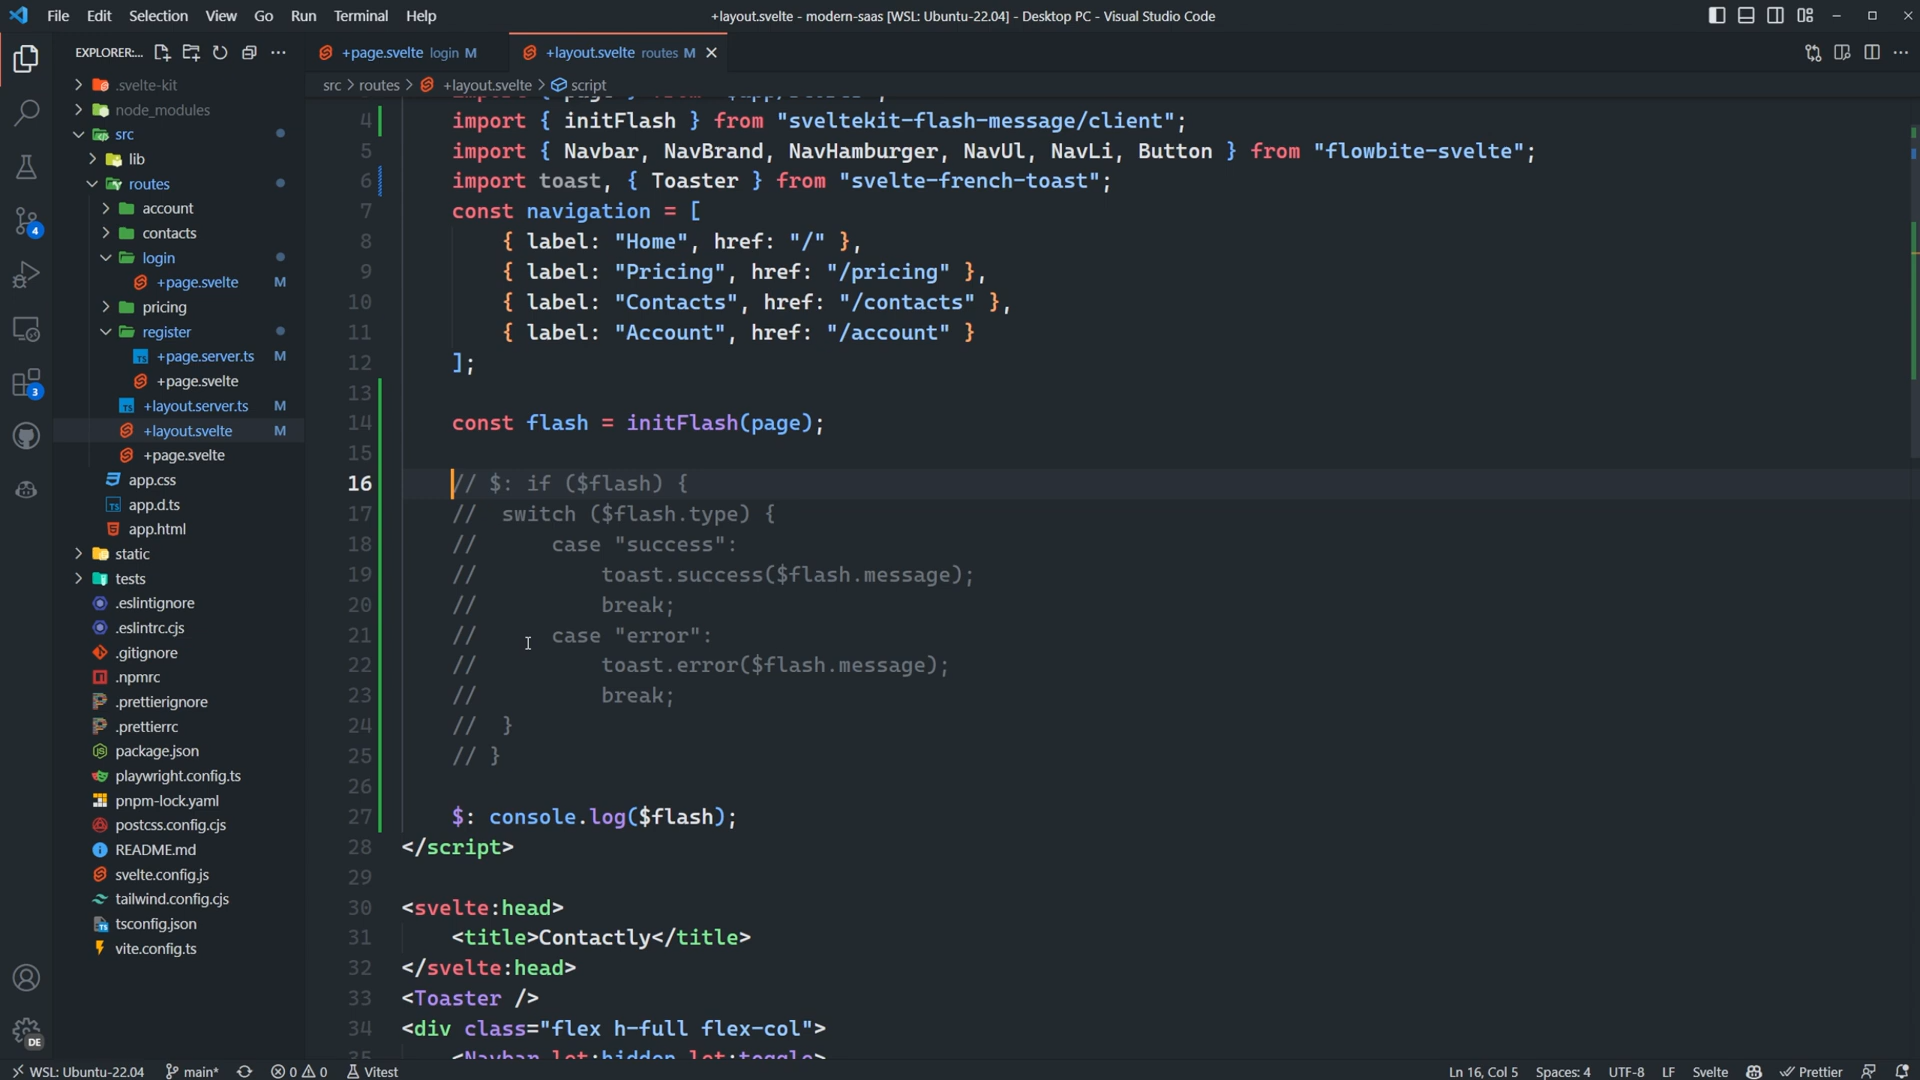 File Edit Selection View Go Run Terminal Help
+layout.svelte - modern-saas [WSL: Ubuntu-22.04] - Desktop PC - Visual Studio Code
EXPLORER:...
+page.svelte login M
+layout.svelte routes M
src > routes > +layout.svelte > script
.svelte-kit
node_modules
src
lib
routes
account
contacts
login
+page.svelte M
pricing
register
+page.server.ts M
+page.svelte
+layout.server.ts M
+layout.svelte M
+page.svelte
app.css
app.d.ts
app.html
static
tests
.eslintignore
.eslintrc.cjs
.gitignore
.npmrc
.prettierignore
.prettierrc
package.json
playwright.config.ts
pnpm-lock.yaml
postcss.config.cjs
README.md
svelte.config.js
tailwind.config.cjs
tsconfig.json
vite.config.ts
4
3
DE
4 import { initFlash } from "sveltekit-flash-message/client";
5 import { Navbar, NavBrand, NavHamburger, NavUl, NavLi, Button } from "flowbite-svelte";
6 import toast, { Toaster } from "svelte-french-toast";
7 const navigation = [
8 { label: "Home", href: "/" },
9 { label: "Pricing", href: "/pricing" },
10 { label: "Contacts", href: "/contacts" },
11 { label: "Account", href: "/account" }
12 ];
13
14 const flash = initFlash(page);
15
16 // $: if ($flash) {
17 // switch ($flash.type) {
18 // case "success":
19 // toast.success($flash.message);
20 // break;
21 // case "error":
22 // toast.error($flash.message);
23 // break;
24 // }
25 // }
26
27 $: console.log($flash);
28 </script>
29
30 <svelte:head>
31 <title>Contactly</title>
32 </svelte:head>
33 <Toaster />
34 <div class="flex h-full flex-col">
35 <Navbar let:hidden let:toggle>
WSL: Ubuntu-22.04 main* 0 0 Vitest
Ln 16, Col 5 Spaces: 4 UTF-8 LF Svelte Prettier